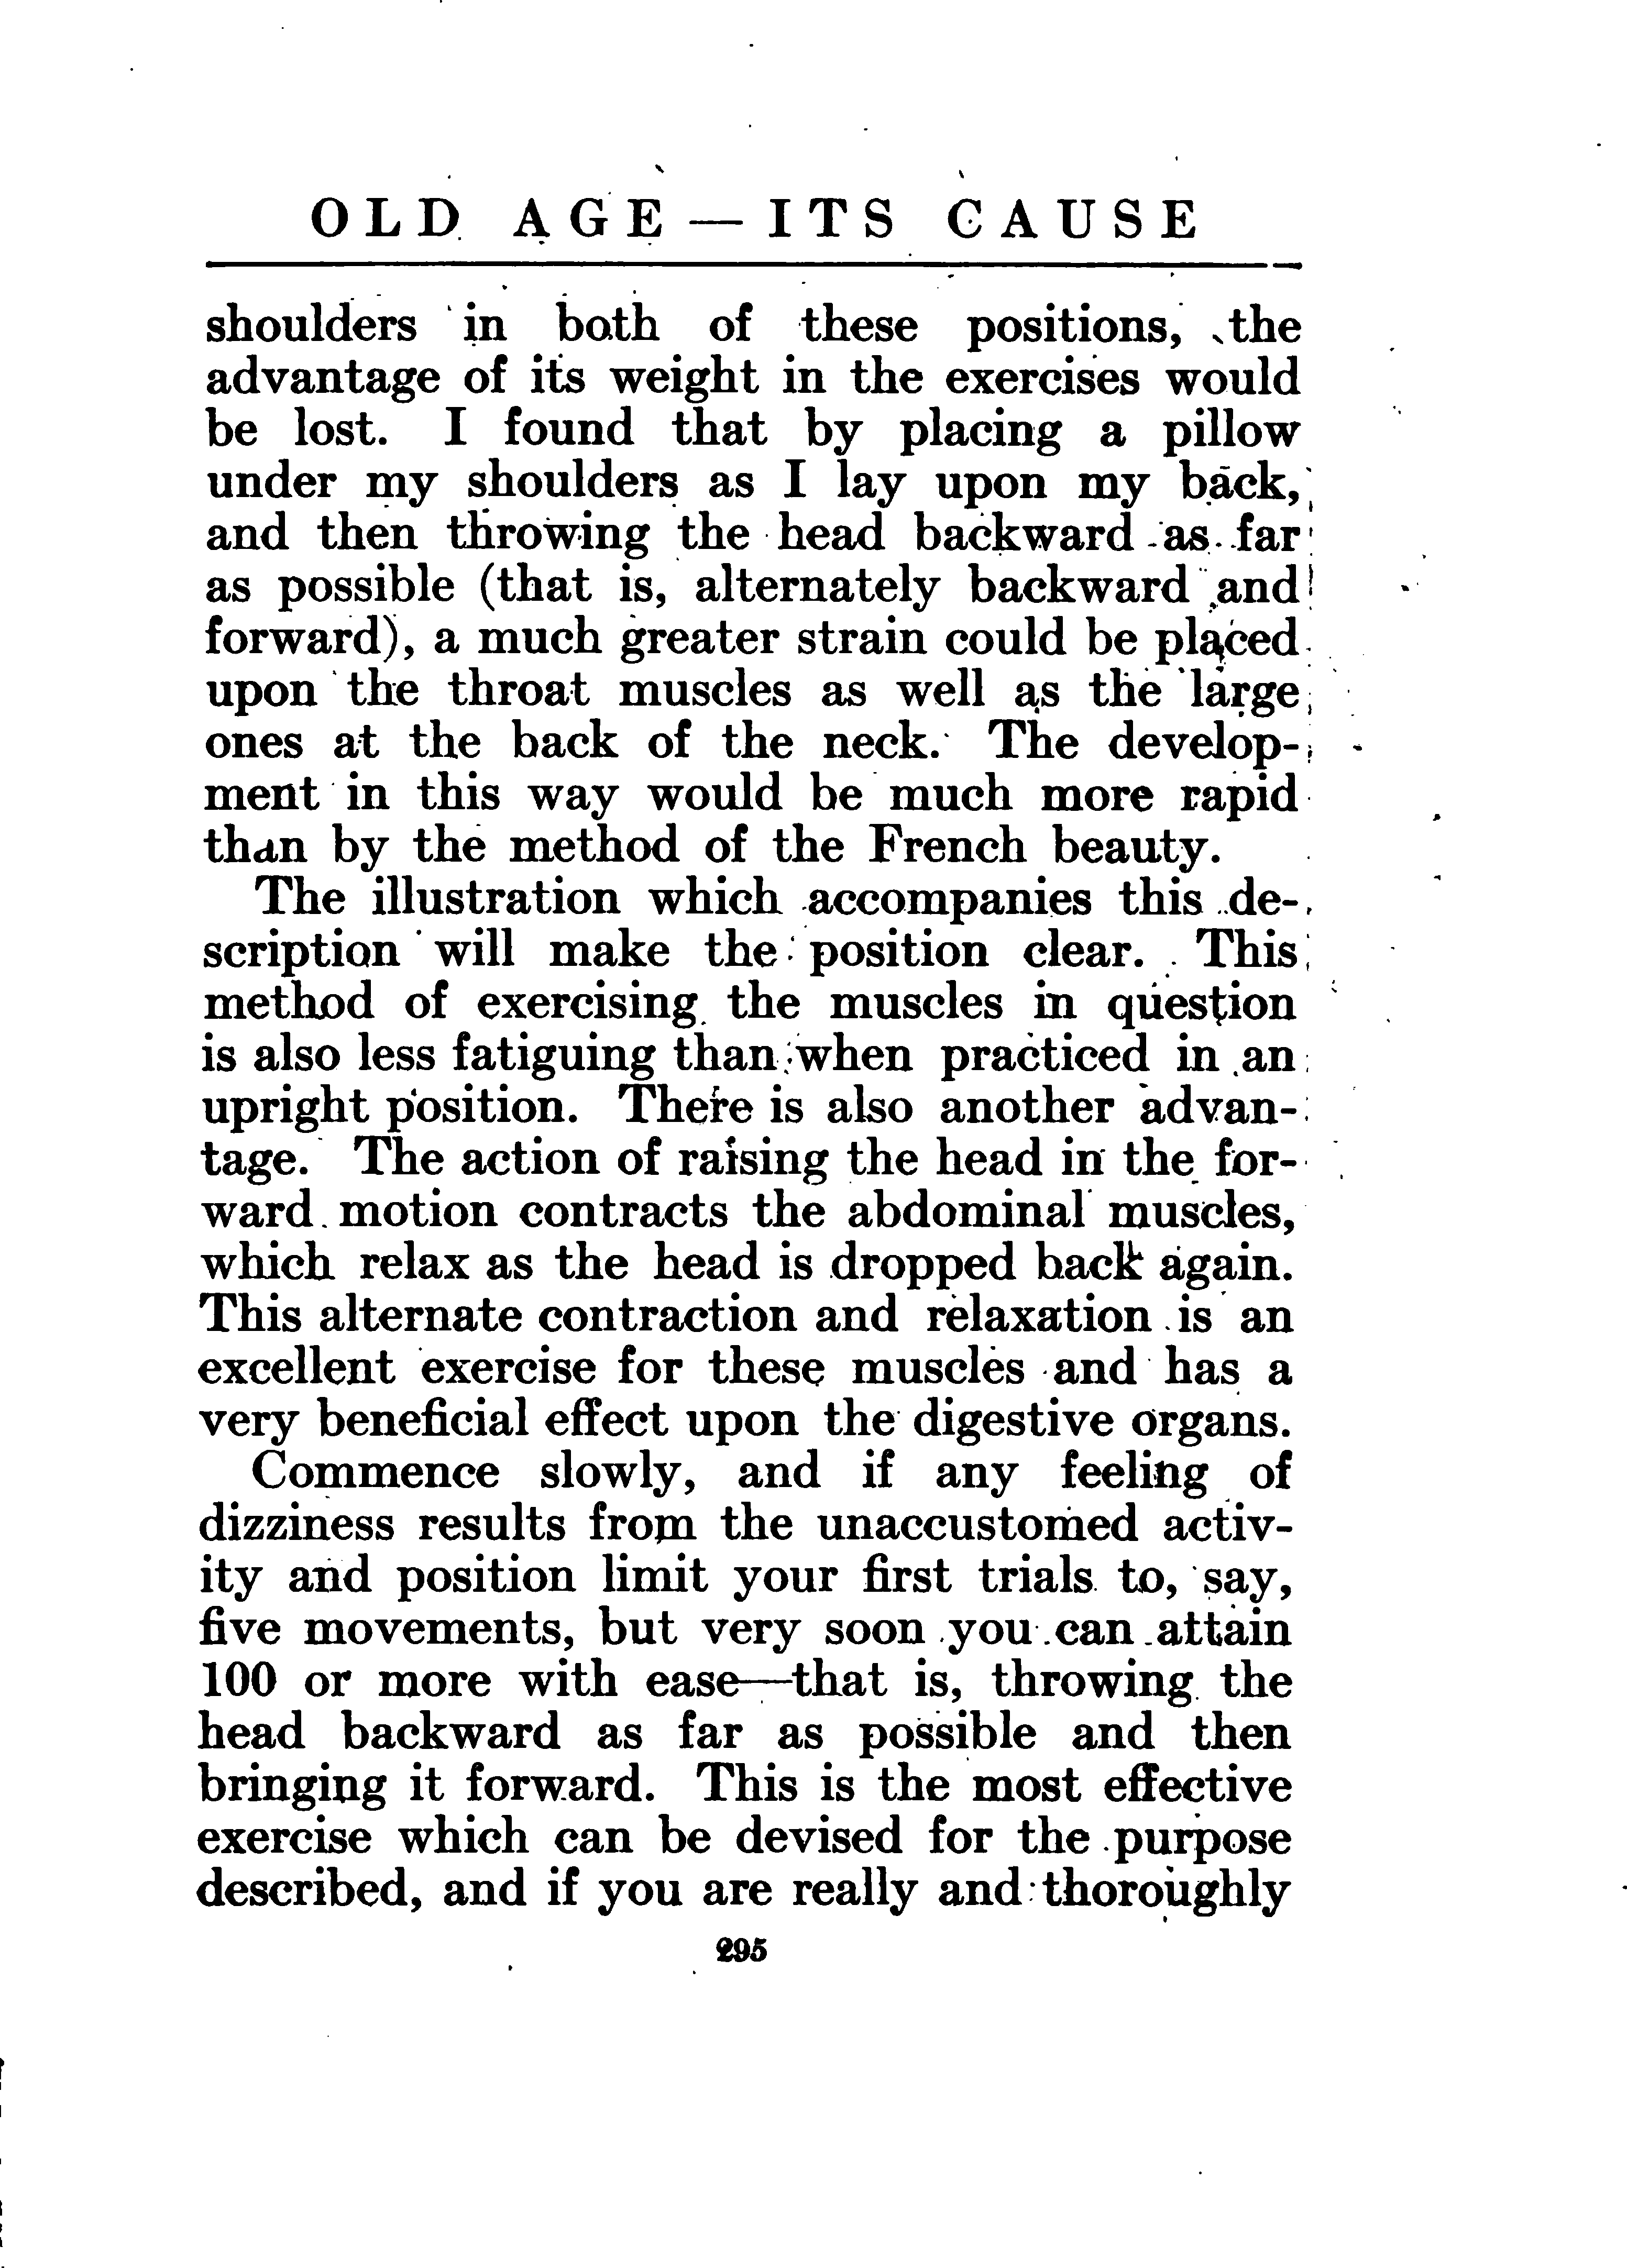 OLD AGE — ITS CAUSE
shoulders in both of these positions, the
advantage of its weight in the exercises would
be lost. I found that by placing a pillow
under my shoulders as I lay upon my back,
and then throwing the head backward as far
as possible (that is, alternately backward and
forward), a much greater strain could be placed
upon the throat muscles as well as the large
ones at the back of the neck. The develop-
ment in this way would be much more rapid
than by the method of the French beauty.
The illustration which accompanies this de-
scription will make the position clear. This
method of exercising the muscles in question
is also less fatiguing than when practiced in an
upright position. There is also another advan-
tage. The action of raising the head in the for-
ward motion contracts the abdominal muscles,
which relax as the head is dropped back again.
This alternate contraction and relaxation is an
excellent exercise for these muscles and has a
very beneficial effect upon the digestive organs.
Commence slowly, and if any feeling of
dizziness results from the unaccustomed activ-
ity and position limit your first trials to, say,
five movements, but very soon you can attain
100 or more with ease—that is, throwing the
head backward as far as possible and then
bringing it forward. This is the most effective
exercise which can be devised for the purpose
described, and if you are really and thoroughly
295